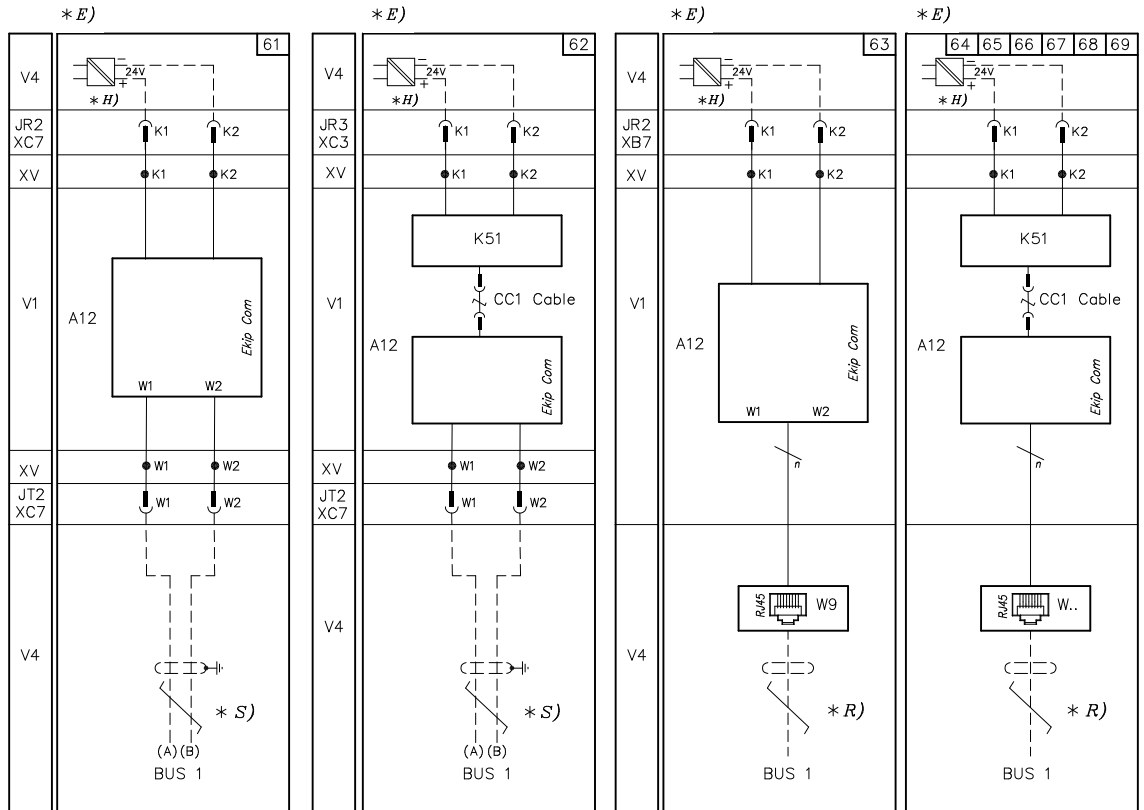 * E)
61
V4
24V
−
+
* H)
JR2
XC7
K1
K2
XV
K1
K2
V1
A12
Ekip Com
W1
W2
XV
W1
W2
JT2
XC7
W1
W2
V4
* S)
(A) (B)
BUS 1
* E)
62
V4
24V
−
+
* H)
JR3
XC3
K1
K2
XV
K1
K2
K51
V1
CC1 Cable
A12
Ekip Com
XV
W1
W2
JT2
XC7
W1
W2
V4
* S)
(A) (B)
BUS 1
* E)
63
V4
24V
−
+
* H)
JR2
XB7
K1
K2
XV
K1
K2
V1
A12
Ekip Com
W1
W2
n
RJ45
W9
V4
* R)
BUS 1
* E)
64 65 66 67 68 69
24V
−
+
* H)
K1
K2
K1
K2
K51
CC1 Cable
A12
Ekip Com
n
RJ45
W..
* R)
BUS 1